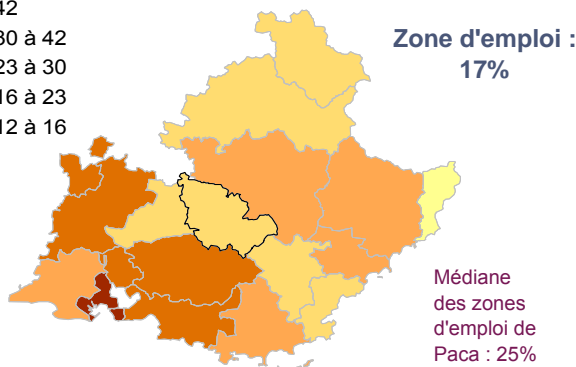 42
30 à 42
23 à 30
16 à 23
12 à 16
Zone d'emploi :
17%
Médiane
des zones
d'emploi de
Paca : 25%